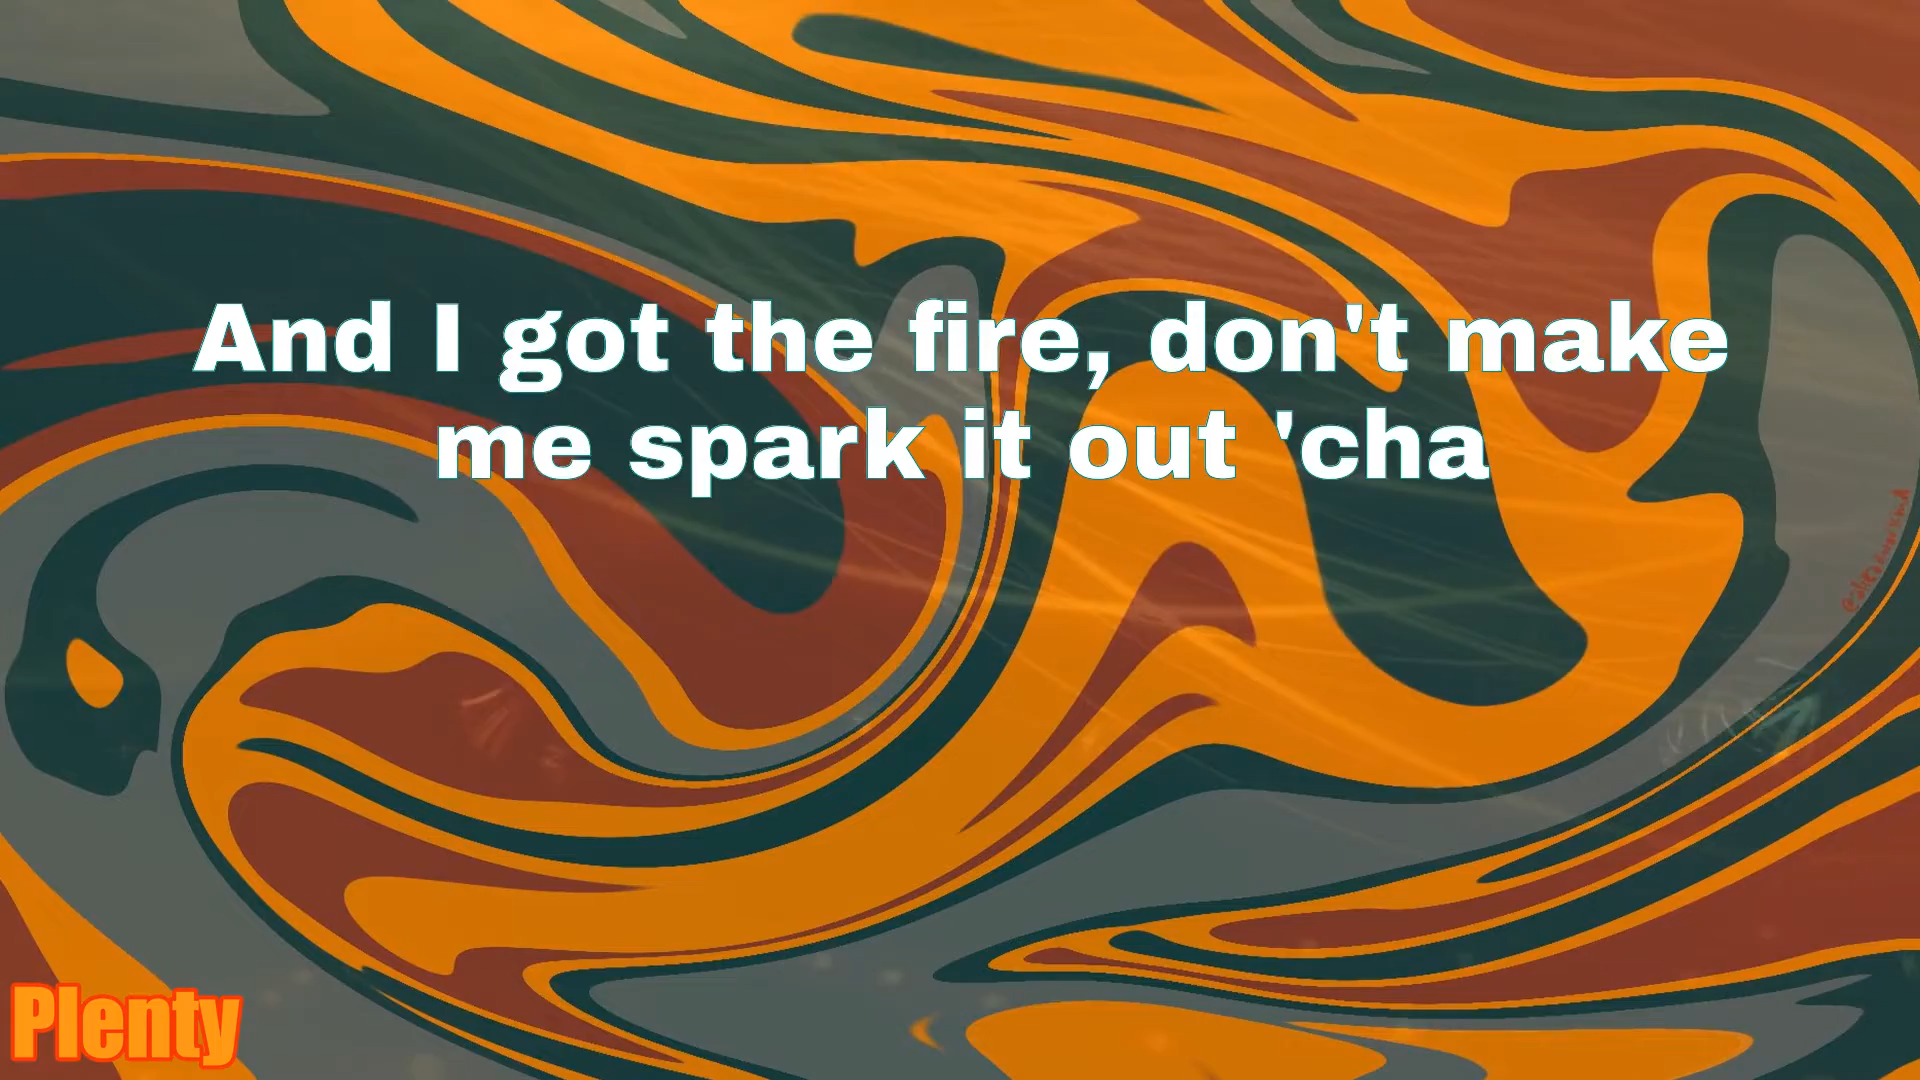 And I got the fire, don't make
me spark it out 'cha
Plenty